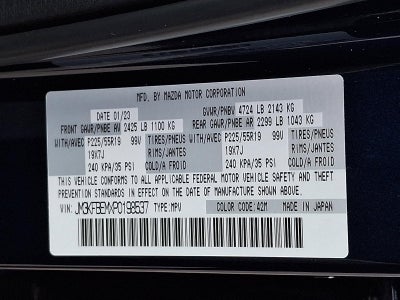 MFD. BY MAZDA MOTOR CORPORATION
DATE 01/23 GVWR/PNBV 4724 LB 2143 KG
FRONT GAWR/PNBE AV 2425 LB 1100 KG REAR GAWR/PNBE AR 2299 LB 1043 KG
WITH/AVEC P225/55R19 99V TIRES/PNEUS WITH/AVEC P225/55R19 99V TIRES/PNEUS
19X7J RIMS/JANTES 19X7J RIMS/JANTES
240 KPA/35 PSI COLD/A FROID 240 KPA/35 PSI COLD/A FROID
THIS VEHICLE CONFORMS TO ALL APPLICABLE FEDERAL MOTOR VEHICLE SAFETY AND THEFT
PREVENTION STANDARDS IN EFFECT ON THE DATE OF MANUFACTURE SHOWN ABOVE.
VIN: TYPE:MPV COLOR CODE:42M MADE IN JAPAN